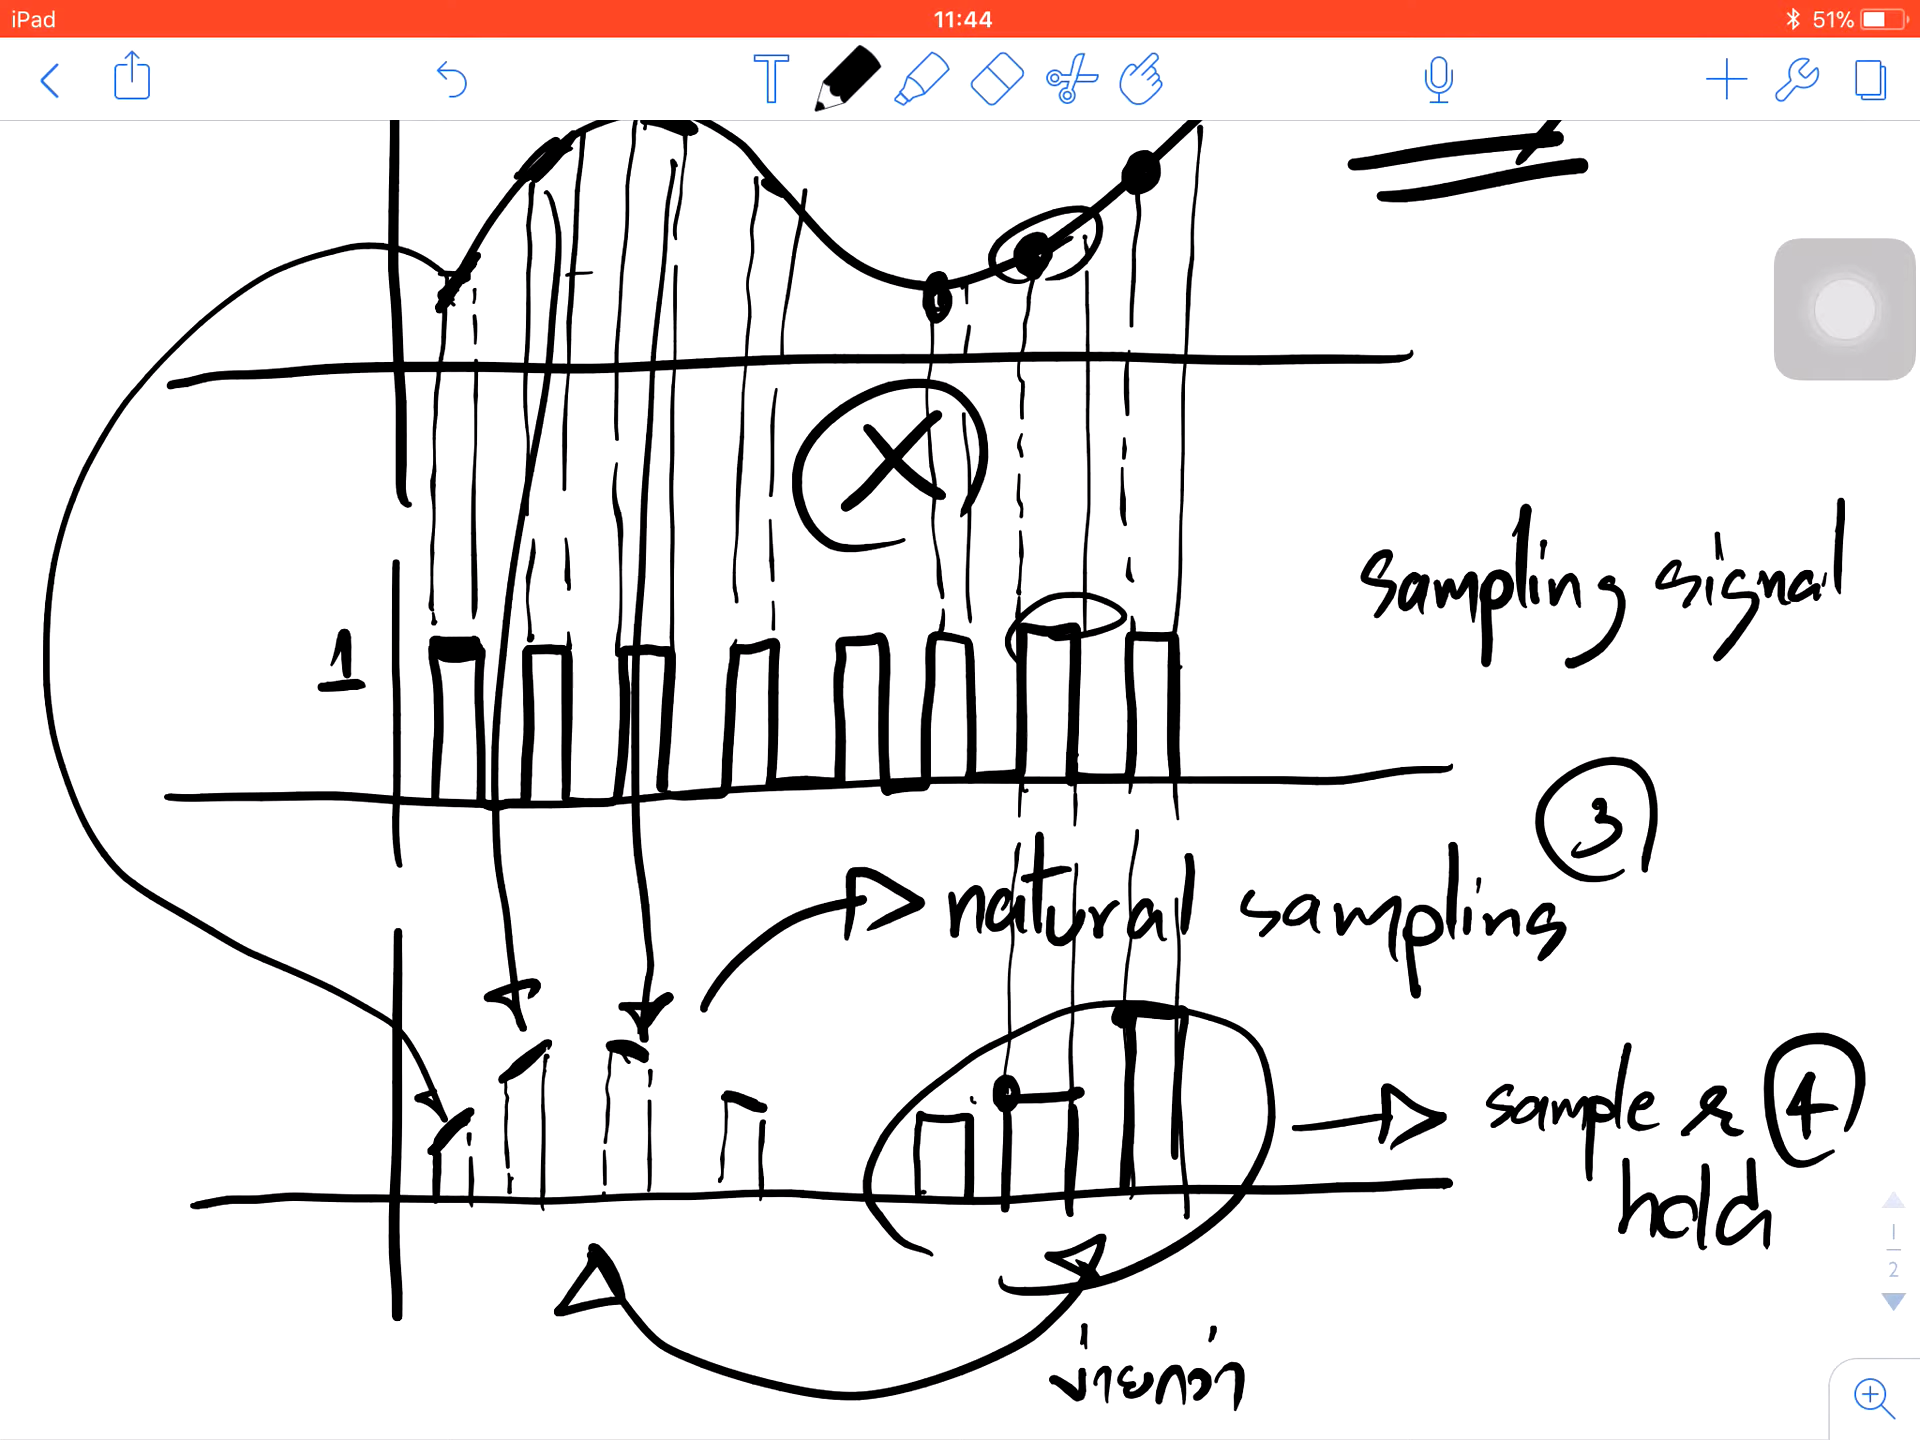 iPad
11:44
51%
T
sampling signal
1
3
natural sampling
sample & 4
hold
1
2
ง่ายกว่า